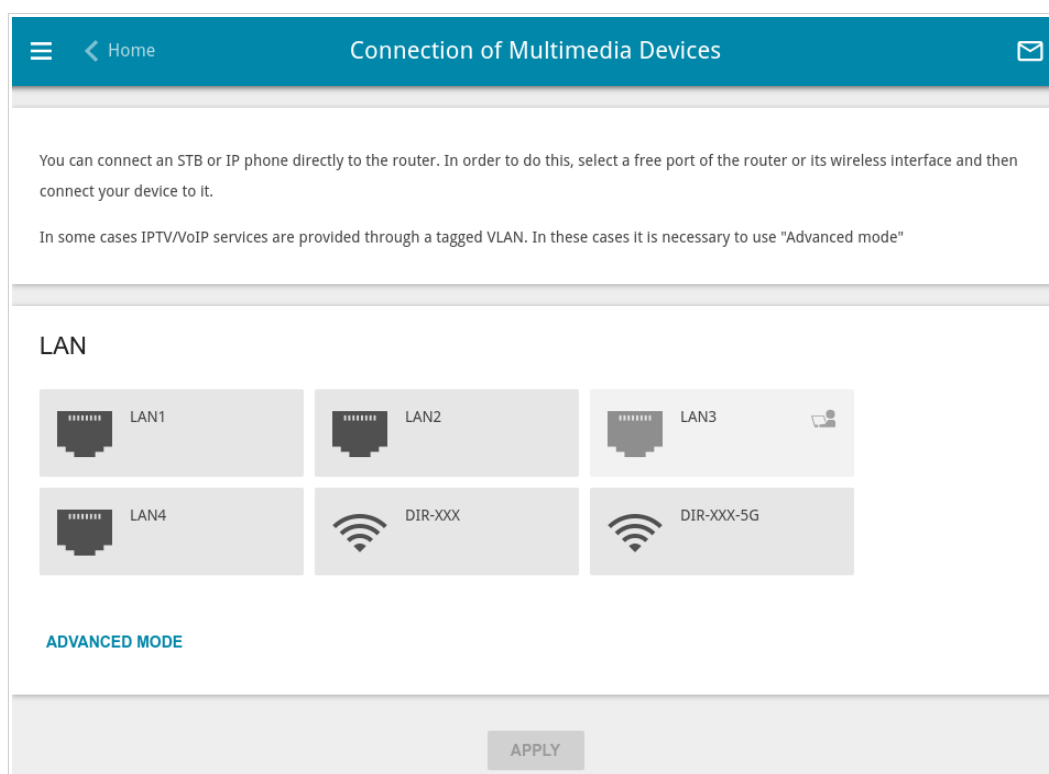 Home
Connection of Multimedia Devices
You can connect an STB or IP phone directly to the router. In order to do this, select a free port of the router or its wireless interface and then
connect your device to it.
In some cases IPTV/VoIP services are provided through a tagged VLAN. In these cases it is necessary to use "Advanced mode"
LAN
LAN1
LAN2
LAN3
LAN4
DIR-XXX
DIR-XXX-5G
ADVANCED MODE
APPLY